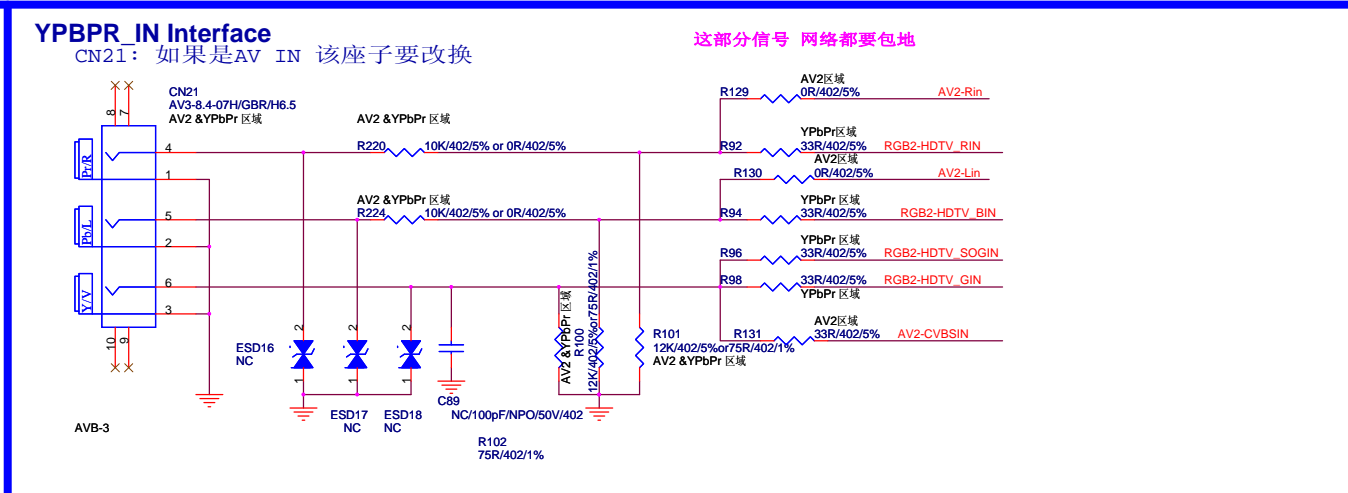 YPBPR_IN Interface
CN21: 如果是AV IN 该座子要改换
这部分信号 网络都要包地
CN21
AV3-8.4-07H/GBR/H6.5
AV2 &YPbPr 区域
8
7
Pr/R
4
1
Pb/L
5
2
Y/V
6
3
10
9
AVB-3
AV2 &YPbPr 区域
R220
10K/402/5% or 0R/402/5%
AV2 &YPbPr 区域
R224
10K/402/5% or 0R/402/5%
AV2区域
R129
0R/402/5%
AV2-Rin
YPbPr区域
R92
33R/402/5%
RGB2-HDTV_RIN
AV2区域
R130
0R/402/5%
AV2-Lin
YPbPr 区域
R94
33R/402/5%
RGB2-HDTV_BIN
YPbPr 区域
R96
33R/402/5%
RGB2-HDTV_SOGIN
R98
33R/402/5%
RGB2-HDTV_GIN
YPbPr 区域
AV2区域
R131
33R/402/5%
AV2-CVBSIN
ESD16
NC
2
1
2
1
2
1
ESD17
NC
ESD18
NC
C89
NC/100pF/NPO/50V/402
R102
75R/402/1%
AV2 &YPbPr 区域
R100
12K/402/5%or75R/402/1%
R101
12K/402/5%or75R/402/1%
AV2 &YPbPr 区域